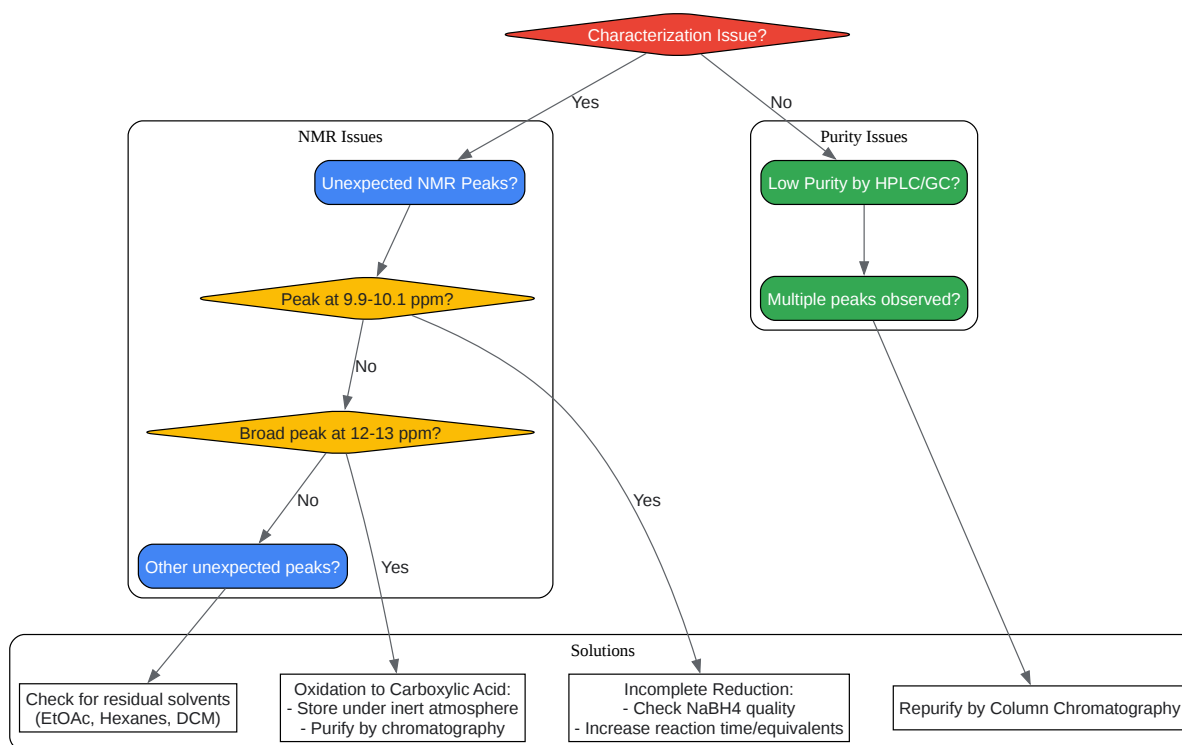 Characterization Issue?
Yes
No
NMR Issues
Purity Issues
Unexpected NMR Peaks?
Low Purity by HPLC/GC?
Peak at 9.9-10.1 ppm?
Multiple peaks observed?
No
Broad peak at 12-13 ppm?
No
Yes
Other unexpected peaks?
Yes
Solutions
Check for residual solvents
(EtOAc, Hexanes, DCM)
Oxidation to Carboxylic Acid:
- Store under inert atmosphere
- Purify by chromatography
Incomplete Reduction:
- Check NaBH4 quality
- Increase reaction time/equivalents
Repurify by Column Chromatography